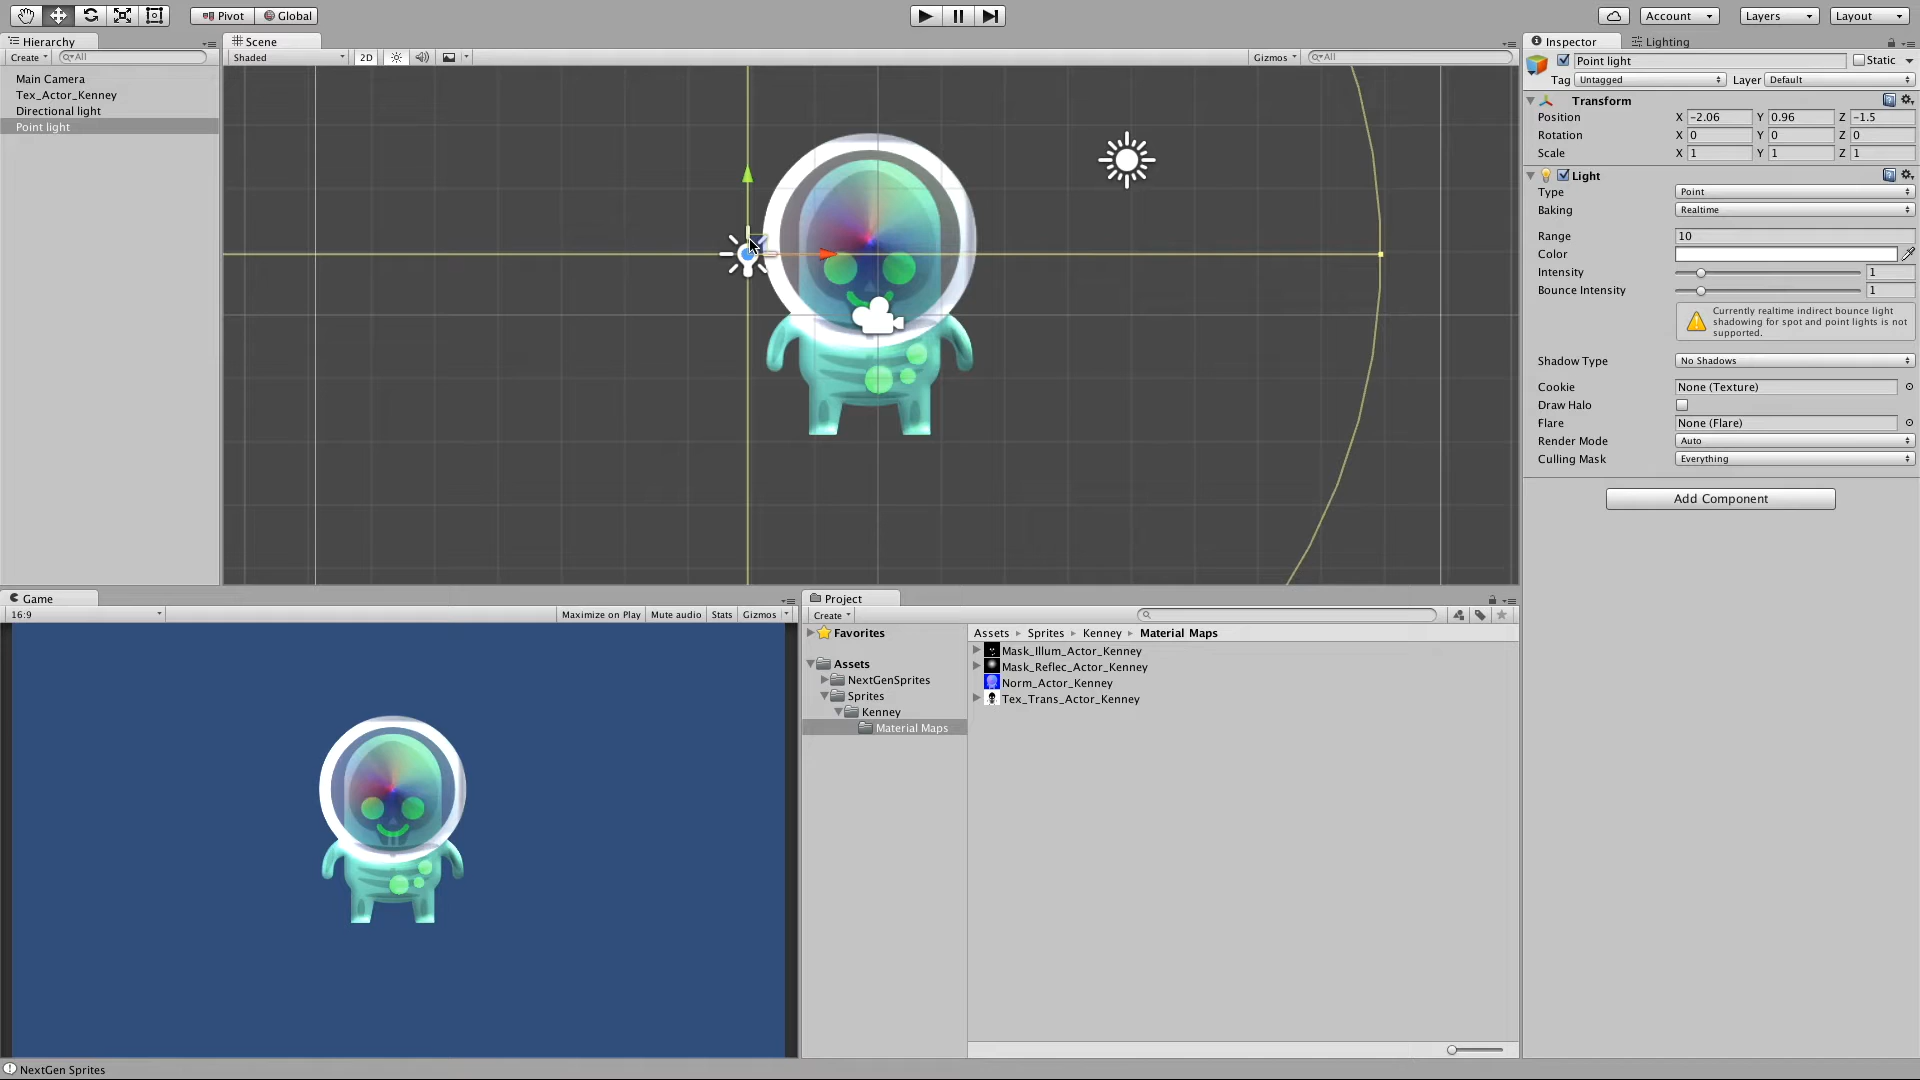 Pivot Global Account Layers Layout
Hierarchy
Create All
Main Camera
Tex_Actor_Kenney
Directional light
Point light
Scene
Shaded 2D Gizmos All
Inspector Lighting
Point light Static
Tag Untagged Layer Default
Transform
Position X -2.06 Y 0.96 Z -1.5
Rotation X 0 Y 0 Z 0
Scale X 1 Y 1 Z 1
Light
Type Point
Baking Realtime
Range 10
Color
Intensity 1
Bounce Intensity 1
Currently realtime indirect bounce light
shadowing for spot and point lights is not
supported.
Shadow Type No Shadows
Cookie None (Texture)
Draw Halo
Flare None (Flare)
Render Mode Auto
Culling Mask Everything
Add Component
Game
16:9 Maximize on Play Mute audio Stats Gizmos
Project
Create
Favorites
Assets
NextGenSprites
Sprites
Kenney
Material Maps
Assets Sprites Kenney Material Maps
Mask_Illum_Actor_Kenney
Mask_Reflec_Actor_Kenney
Norm_Actor_Kenney
Tex_Trans_Actor_Kenney
NextGen Sprites